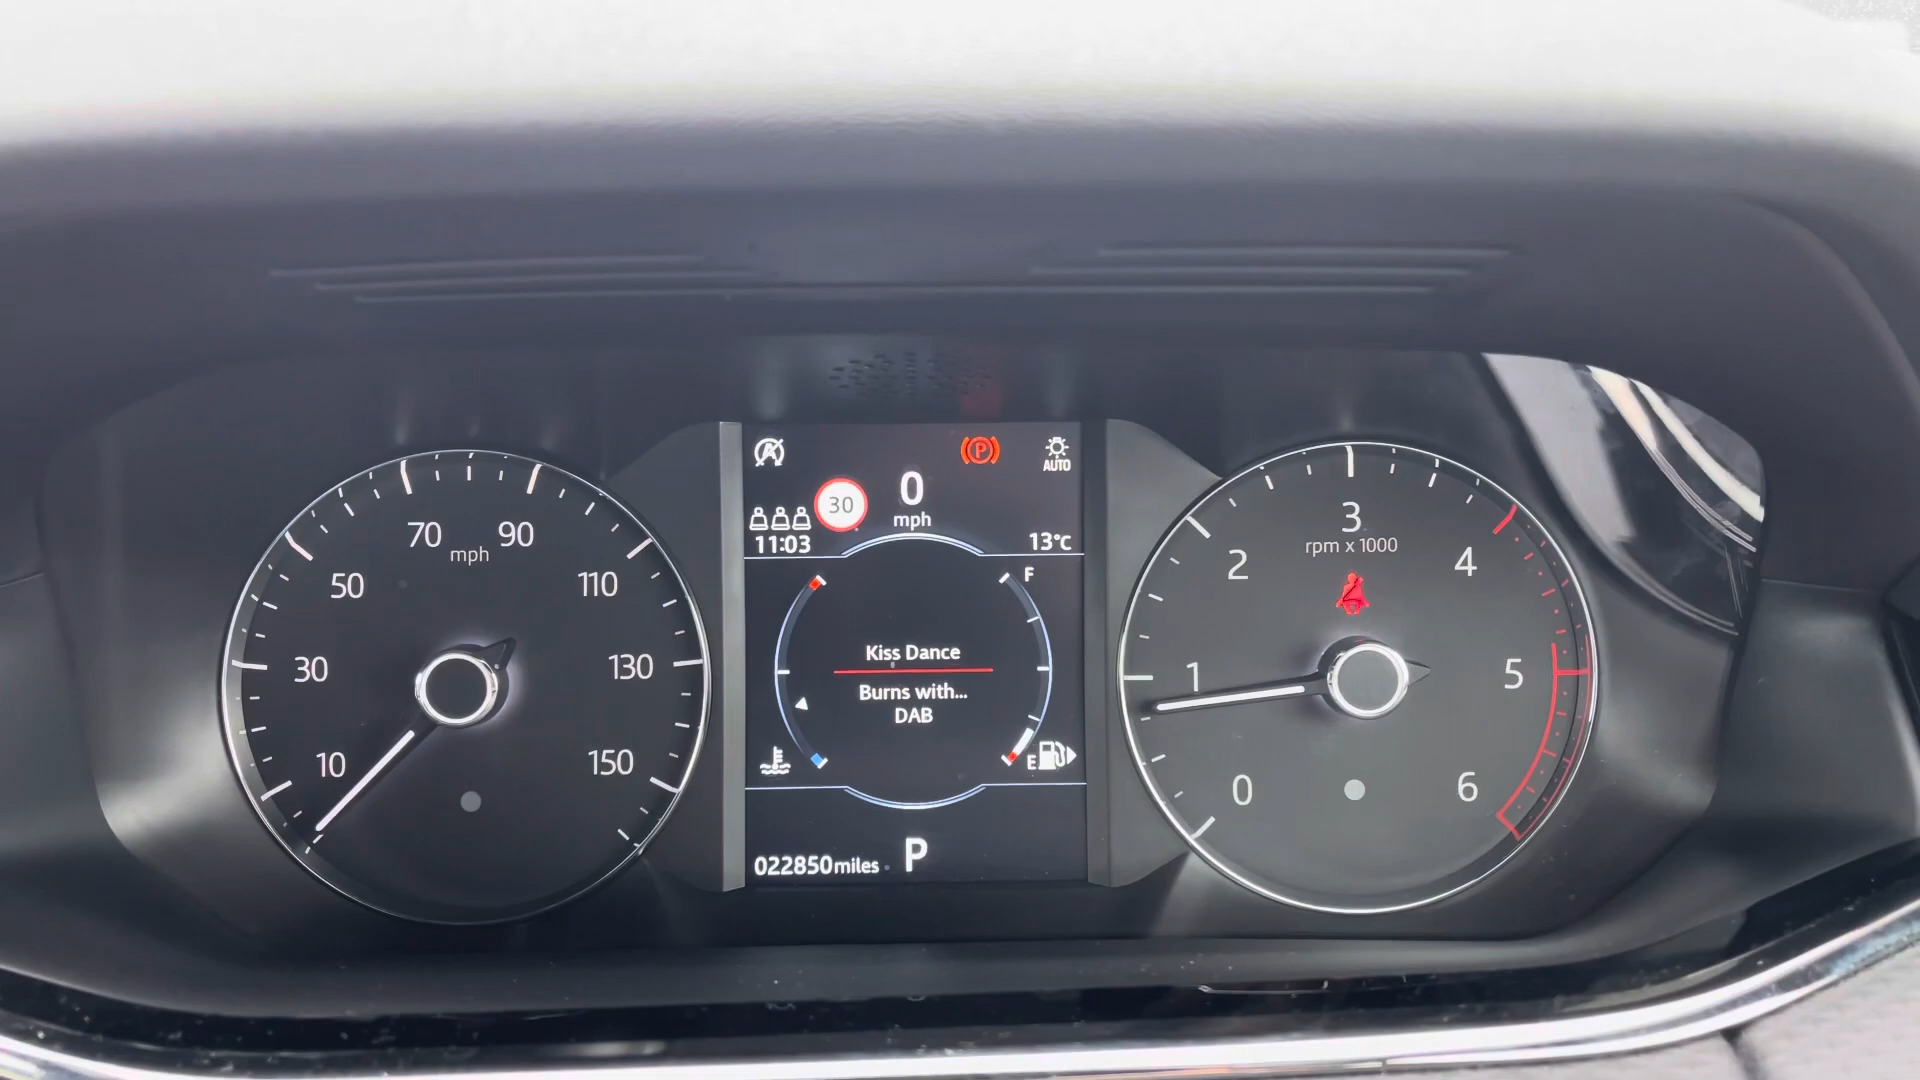 70 90
mph
50 110
30 130
10 150
30
0
mph
AUTO
11:03
13°C
F
Kiss Dance
Burns with...
DAB
E
022850miles
P
3
rpm x 1000
2 4
1 5
0 6